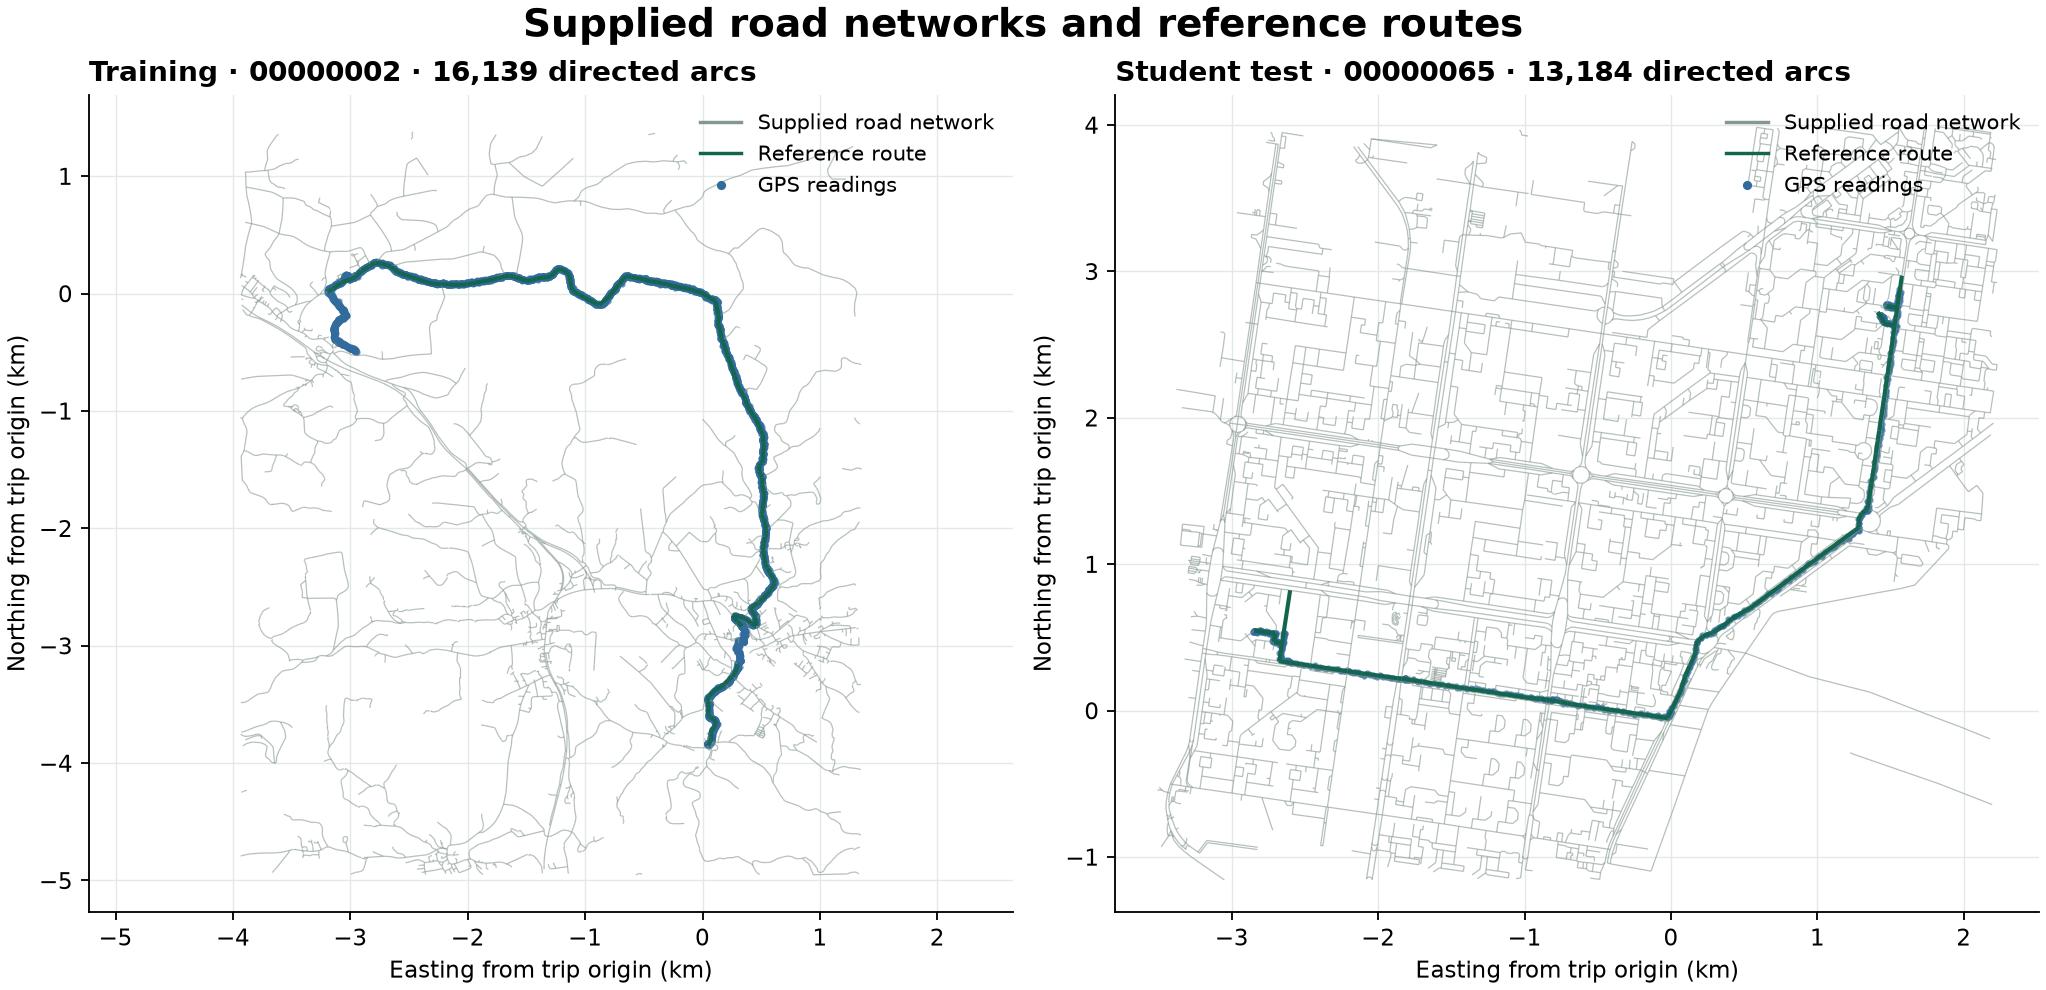 Supplied road networks and reference routes
Training · 00000002 · 16,139 directed arcs
Supplied road network
Reference route
GPS readings
1
0
−1
−2
−3
−4
−5
Northing from trip origin (km)
−5
−4
−3
−2
−1
0
1
2
Easting from trip origin (km)
Student test · 00000065 · 13,184 directed arcs
Supplied road network
Reference route
GPS readings
4
3
2
1
0
−1
Northing from trip origin (km)
−3
−2
−1
0
1
2
Easting from trip origin (km)